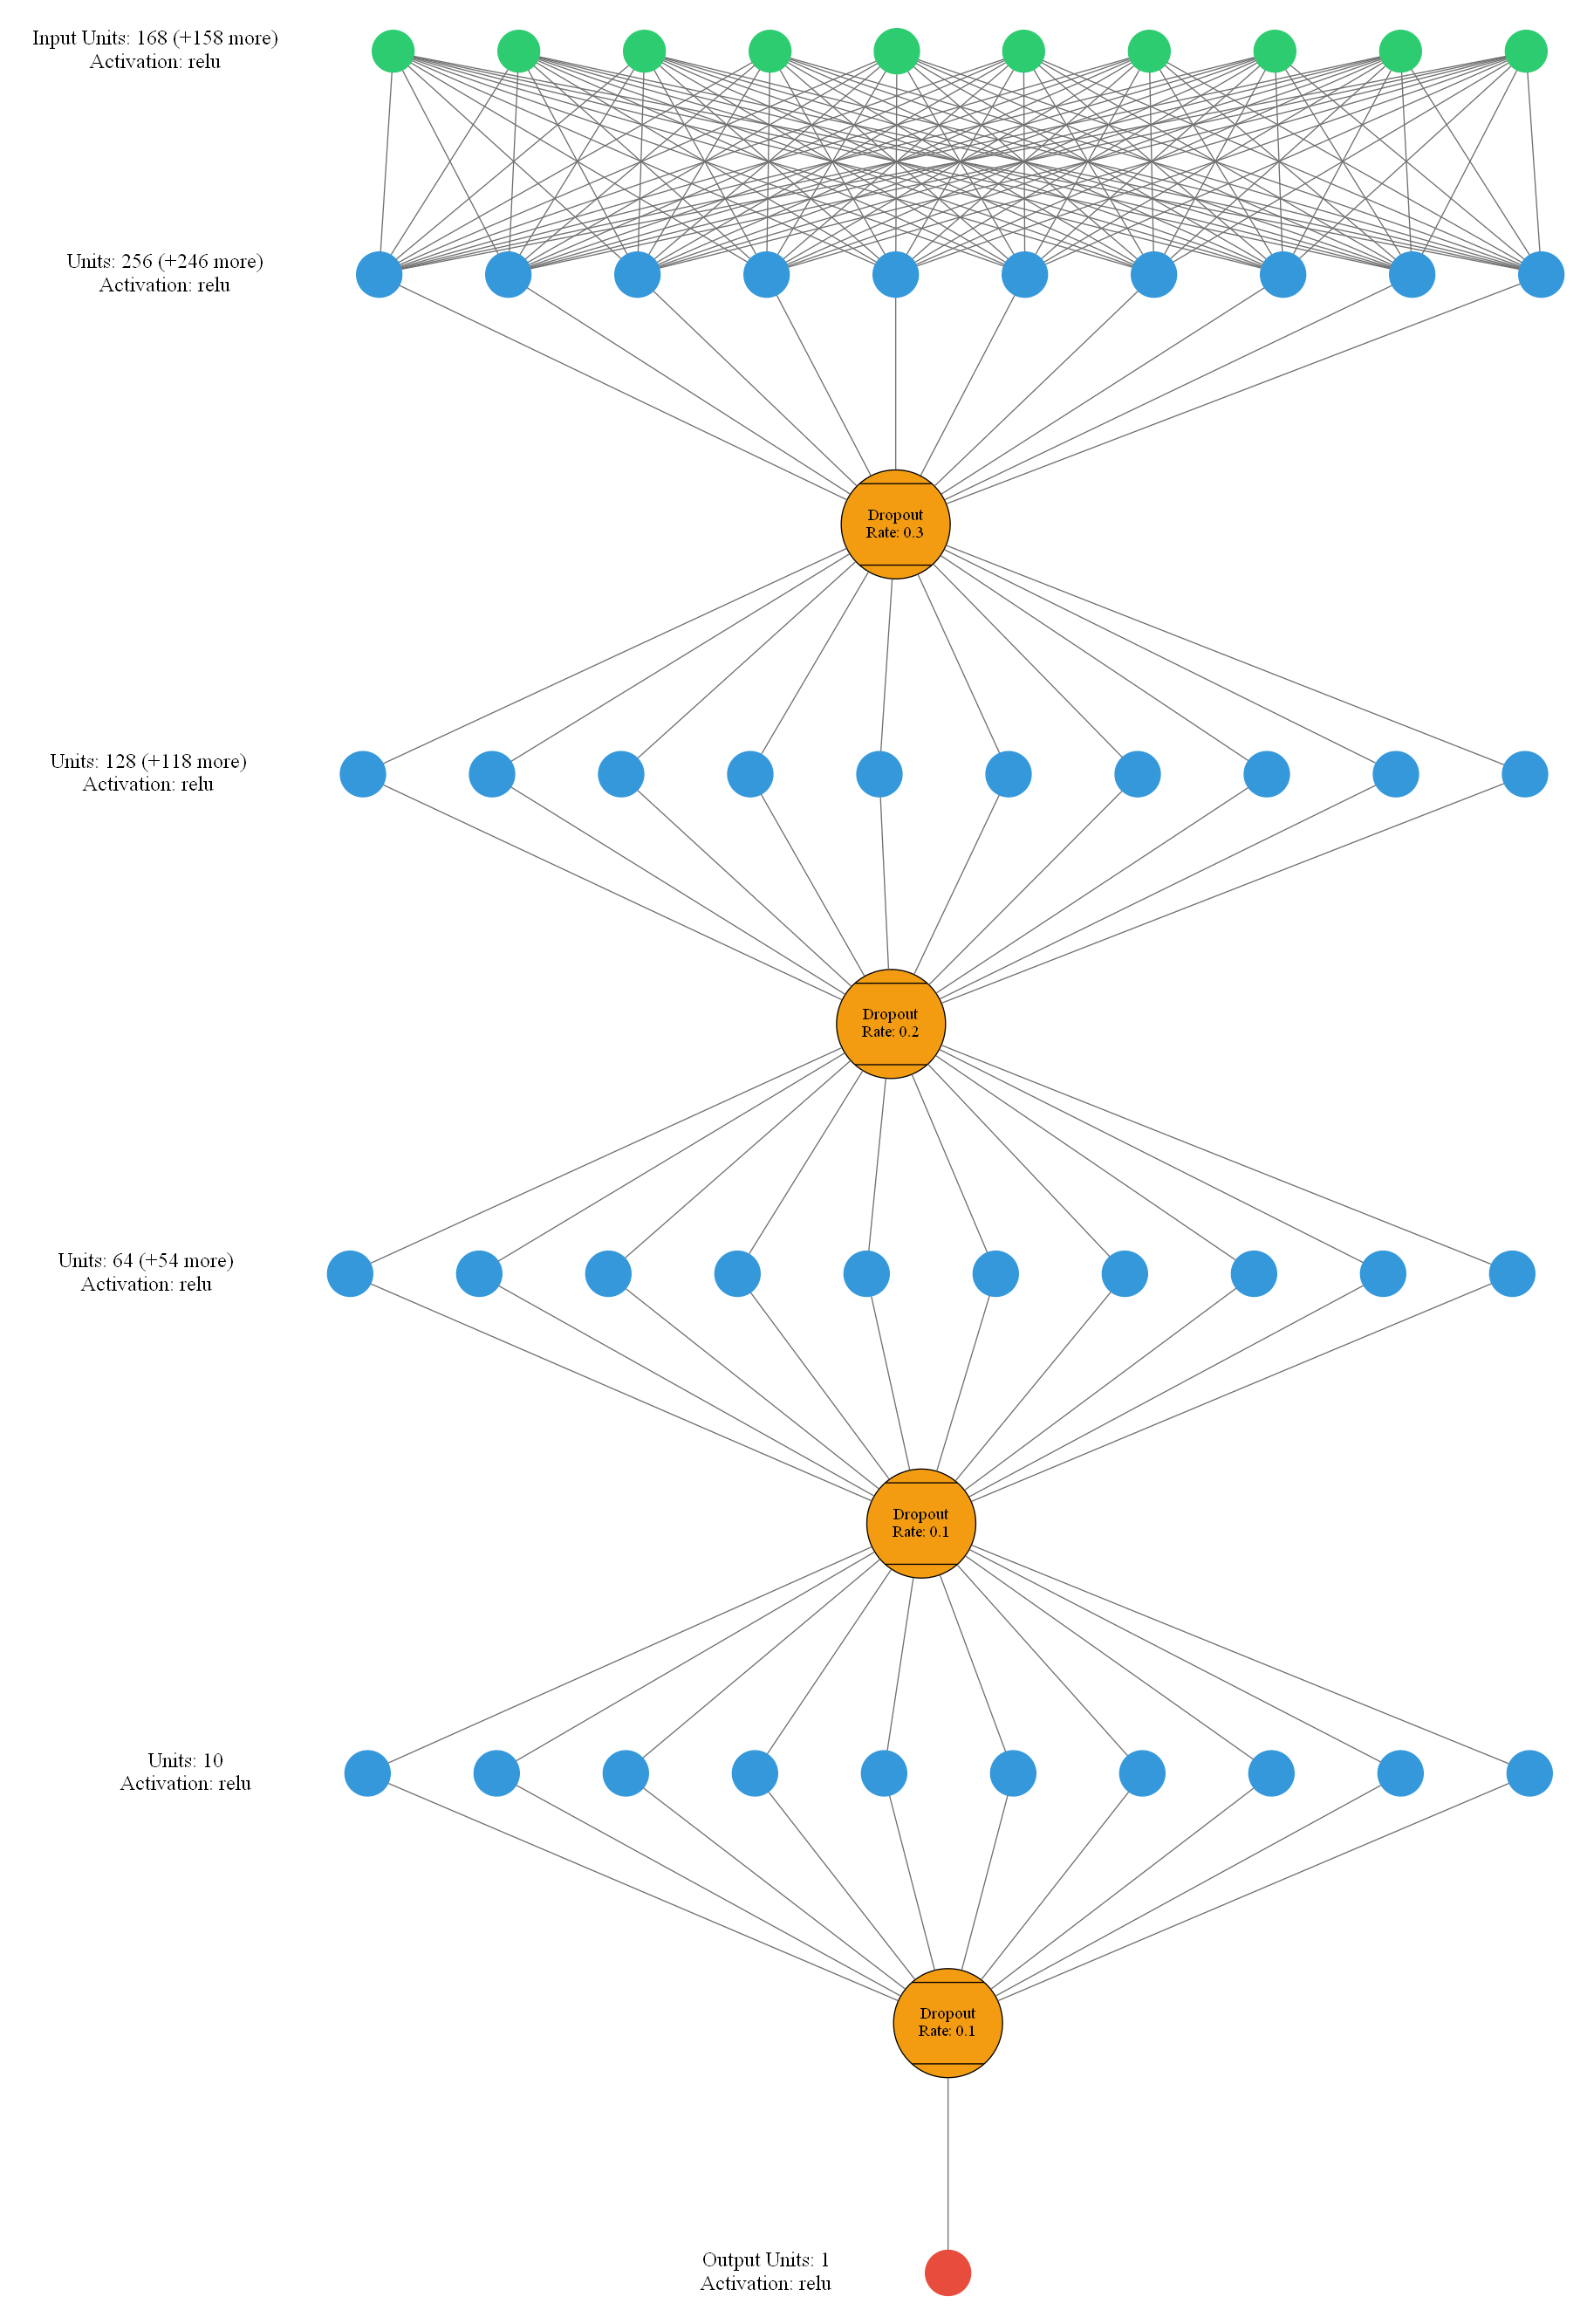 Input Units: 168 (+158 more)
Activation: relu
Units: 256 (+246 more)
Activation: relu
Dropout
Rate: 0.3
Units: 128 (+118 more)
Activation: relu
Dropout
Rate: 0.2
Units: 64 (+54 more)
Activation: relu
Dropout
Rate: 0.1
Units: 10
Activation: relu
Dropout
Rate: 0.1
Output Units: 1
Activation: relu